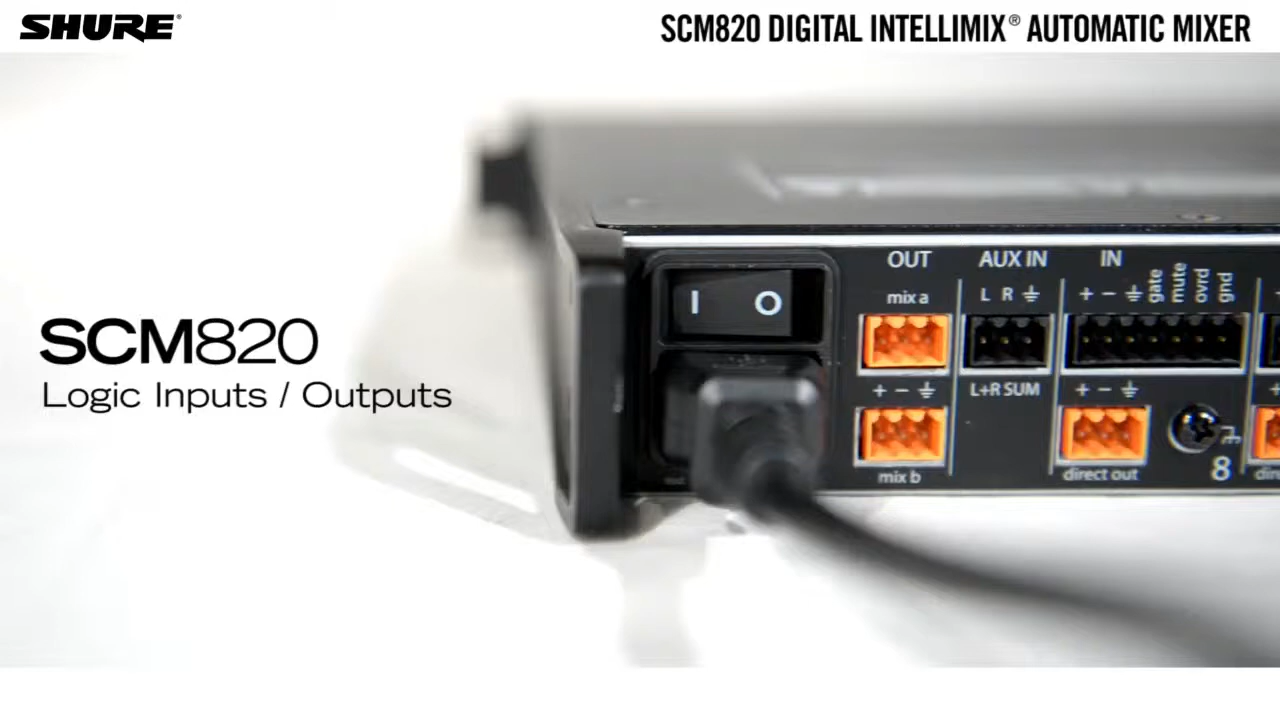 SHURE®
SCM820 DIGITAL INTELLIMIX® AUTOMATIC MIXER
SCM820
Logic Inputs / Outputs
OUT
AUX IN
IN
mix a
L R
+ −
gate
mute
ovrd
gnd
I O
+ −
L+R SUM
+ −
mix b
direct out
8